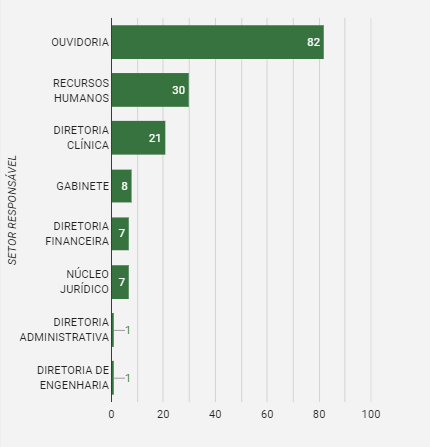 SETOR RESPONSÁVEL
OUVIDORIA
82
RECURSOS
HUMANOS
30
DIRETORIA
CLÍNICA
21
GABINETE
8
DIRETORIA
FINANCEIRA
7
NÚCLEO
JURÍDICO
7
DIRETORIA
ADMINISTRATIVA
1
DIRETORIA DE
ENGENHARIA
1
0 20 40 60 80 100